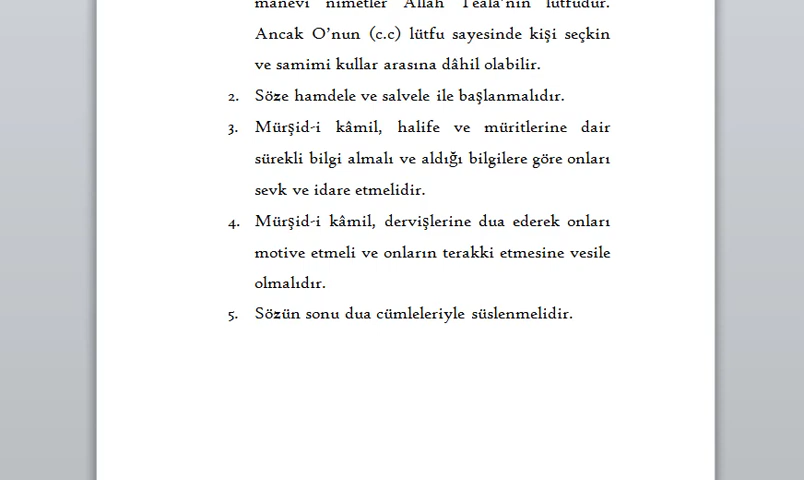 manevi nimetler Allah Teâlâ'nın lütfudur.
Ancak O'nun (c.c) lütfu sayesinde kişi seçkin
ve samimi kullar arasına dâhil olabilir.
2. Söze hamdele ve salvele ile başlanmalıdır.
3. Mürşid-i kâmil, halife ve müritlerine dair
sürekli bilgi almalı ve aldığı bilgilere göre onları
sevk ve idare etmelidir.
4. Mürşid-i kâmil, dervişlerine dua ederek onları
motive etmeli ve onların terakki etmesine vesile
olmalıdır.
5. Sözün sonu dua cümleleriyle süslenmelidir.